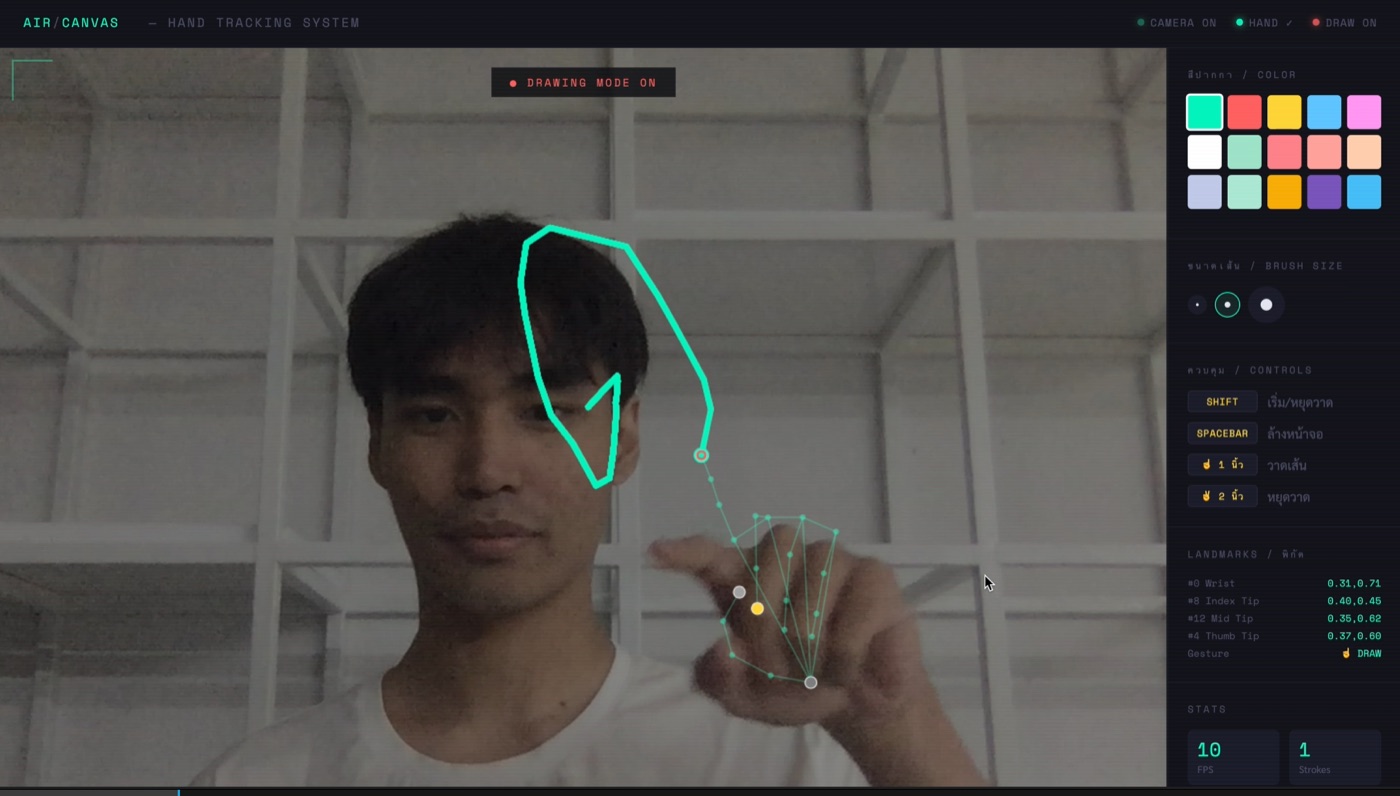 AIR/CANVAS — HAND TRACKING SYSTEM
CAMERA ON HAND ✓ DRAW ON
DRAWING MODE ON
สีปากกา / COLOR
ขนาดเส้น / BRUSH SIZE
ควบคุม / CONTROLS
SHIFT เริ่ม/หยุดวาด
SPACEBAR ล้างหน้าจอ
☝ 1 นิ้ว วาดเส้น
✌ 2 นิ้ว หยุดวาด
LANDMARKS / พิกัด
#0 Wrist 0.31,0.71
#8 Index Tip 0.40,0.45
#12 Mid Tip 0.35,0.62
#4 Thumb Tip 0.37,0.60
Gesture ☝ DRAW
STATS
10 1
FPS Strokes